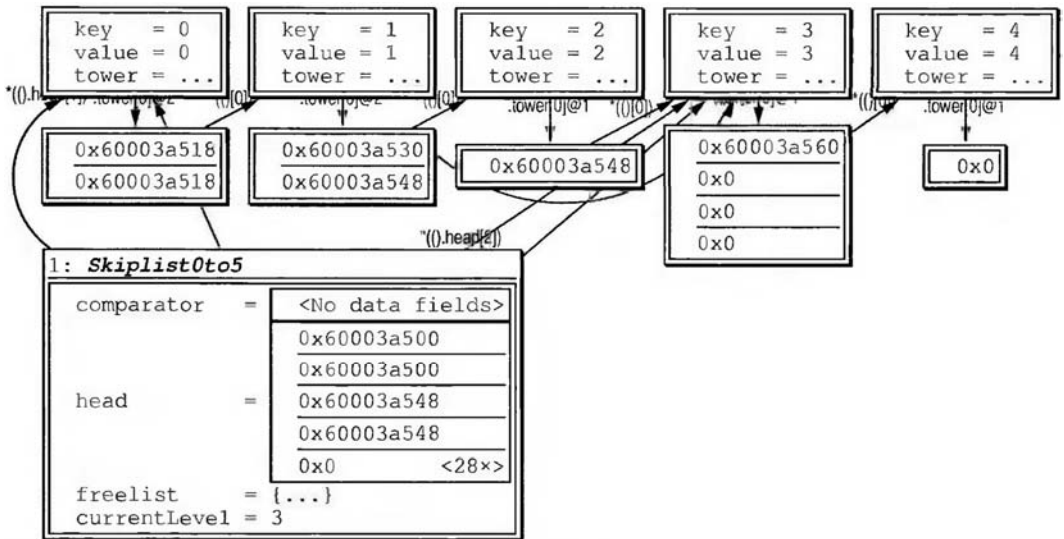 key = 0
value = 0
tower = ...
key = 1
value = 1
tower = ...
key = 2
value = 2
tower = ...
key = 3
value = 3
tower = ...
key = 4
value = 4
tower = ...
.tower[0]@1
*(()[0])
.tower[0]@1
0x60003a518
0x60003a518
0x60003a530
0x60003a548
0x60003a548
0x60003a560
0x0
0x0
0x0
0x0
"(().head[2])
1: Skiplist0to5
comparator = <No data fields>
0x60003a500
0x60003a500
head = 0x60003a548
0x60003a548
0x0 <28×>
freelist = {...}
currentLevel = 3